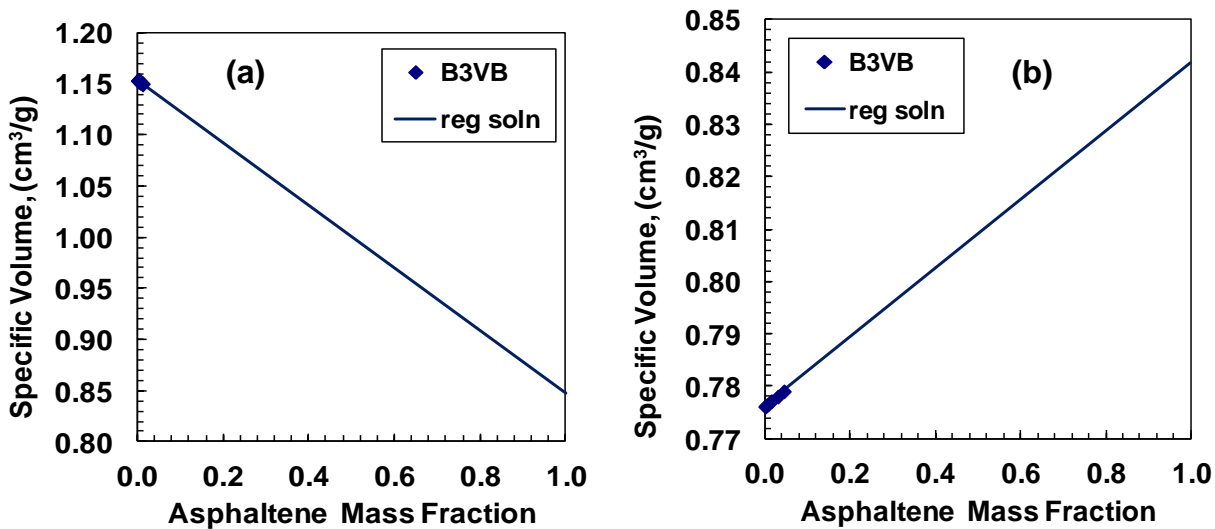 1.20
1.15
1.10
1.05
1.00
0.95
0.90
0.85
0.80
Specific Volume, (cm³/g)
(a)
B3VB
reg soln
0.0 0.2 0.4 0.6 0.8 1.0
Asphaltene Mass Fraction
0.85
0.84
0.83
0.82
0.81
0.80
0.79
0.78
0.77
Specific Volume, (cm³/g)
B3VB
reg soln
(b)
0.0 0.2 0.4 0.6 0.8 1.0
Asphaltene Mass Fraction